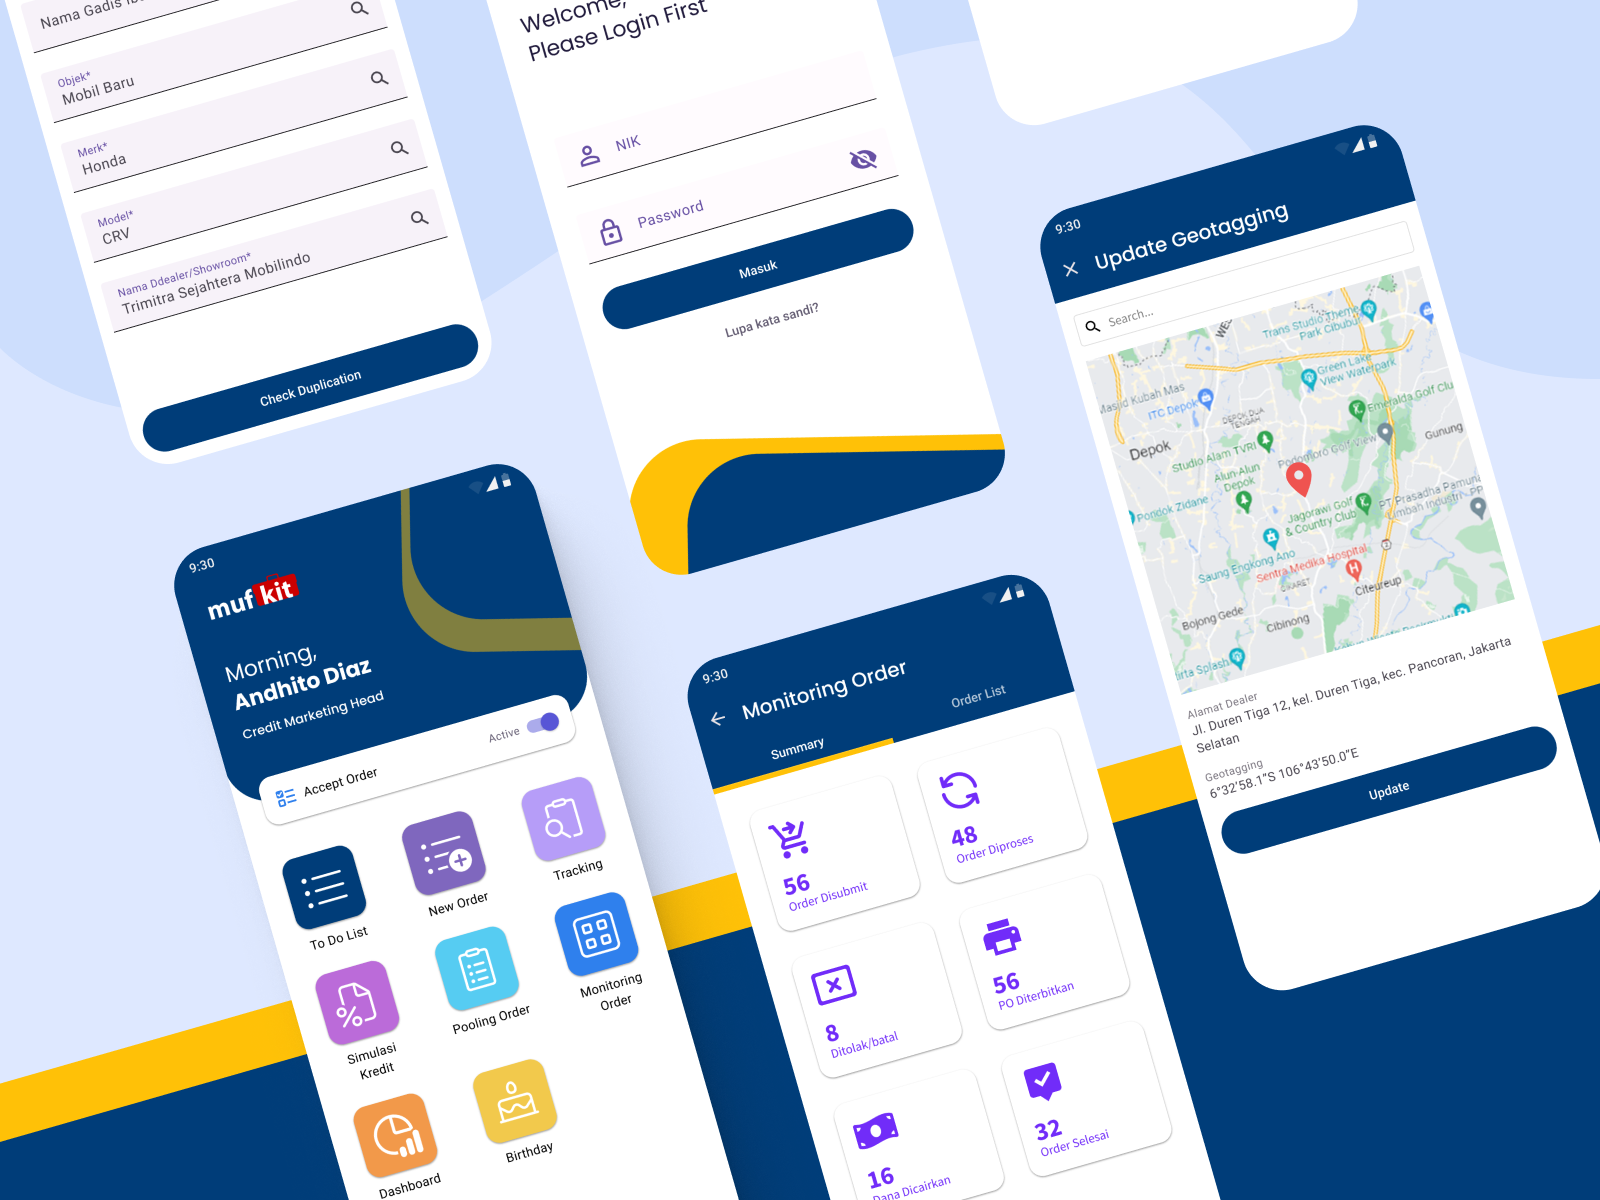 Nama Gadis Ibu
Objek*
Mobil Baru
Merk*
Honda
Model*
CRV
Nama Ddealer/Showroom*
Trimitra Sejahtera Mobilindo
Check Duplication
Welcome,
Please Login First
NIK
Password
Masuk
Lupa kata sandi?
9:30
Update Geotagging
Search...
Trans Studio Theme
Park Cibubur
Green Lake
View Waterpark
Masjid Kubah Mas
ITC Depok
DEPOK DUA
TENGAH
Emeralda Golf Clu
Depok
Studio Alam TVRI
Podomoro Golf View
Gunung
Alun-Alun
Depok
Pondok Zidane
Jagorawi Golf
& Country Club
PT. Prasadha Pamuna
Limbah Industri - PP
Saung Engkong Ano
Sentra Medika Hospital
CIKARET
Citeureup
Bojong Gede
Cibinong
Alamat Dealer
Jl. Duren Tiga 12, kel. Duren Tiga, kec. Pancoran, Jakarta
Selatan
Geotagging
6°32'58.1"S 106°43'50.0"E
Update
9:30
muf kit
Morning,
Andhito Diaz
Credit Marketing Head
Accept Order
Active
To Do List
New Order
Tracking
Simulasi
Kredit
Pooling Order
Monitoring
Order
Dashboard
Birthday
9:30
Monitoring Order
Summary
Order List
56
Order Disubmit
48
Order Diproses
8
Ditolak/batal
56
PO Diterbitkan
16
Dana Dicairkan
32
Order Selesai